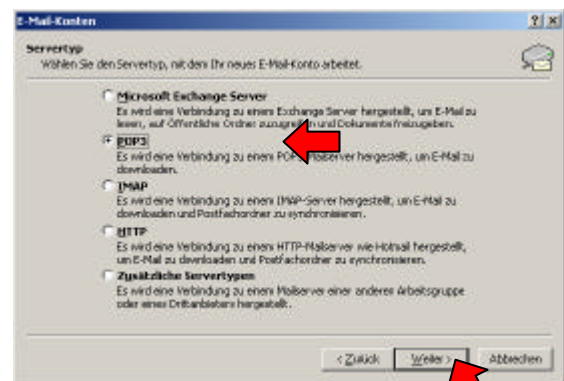 E-Mail-Konten
Servertyp
Wählen Sie den Servertyp, mit dem Ihr neues E-Mail-Konto arbeitet.
Microsoft Exchange Server
Es wird eine Verbindung zu einem Exchange Server hergestellt, um E-Mail zu
lesen, auf Öffentliche Ordner zuzugreifen und Dokumente freizugeben.
POP3
Es wird eine Verbindung zu einem POP3-Mailserver hergestellt, um E-Mail zu
downloaden.
IMAP
Es wird eine Verbindung zu einem IMAP-Server hergestellt, um E-Mail zu
downloaden und Postfachordner zu synchronisieren.
HTTP
Es wird eine Verbindung zu einem HTTP-Mailserver wie Hotmail hergestellt,
um E-Mail zu downloaden und Postfachordner zu synchronisieren.
Zusätzliche Servertypen
Es wird eine Verbindung zu einem Mailserver einer anderen Arbeitsgruppe
oder eines Drittanbieters hergestellt.
< Zurück Weiter > Abbrechen